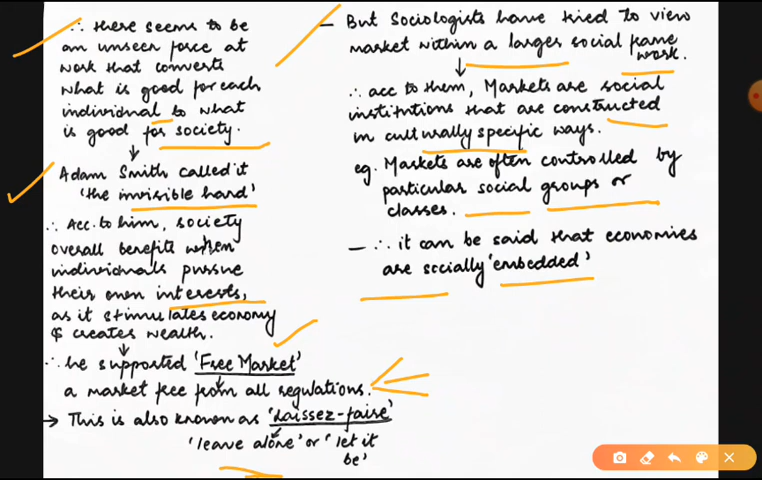 ∴ there seems to be
an unseen force at
work that converts
what is good for each
individual to what
is good for society.
↓
Adam Smith called it
'the invisible hand'
∴ Acc. to him, society
overall benefits when
individuals pursue
their own interests,
as it stimulates economy
& creates wealth.
↓
∴ he supported 'Free Market'
a market free from all regulations.
→ This is also known as 'Laissez-faire'
'leave alone' or 'let it
be'
— But Sociologists have tried to view
market within a larger social frame
work.
↓
∴ acc to them, Markets are social
institutions that are constructed
in culturally specific ways.
eg. Markets are often controlled by
particular social groups or
classes.
— ∴ it can be said that economies
are socially 'embedded'